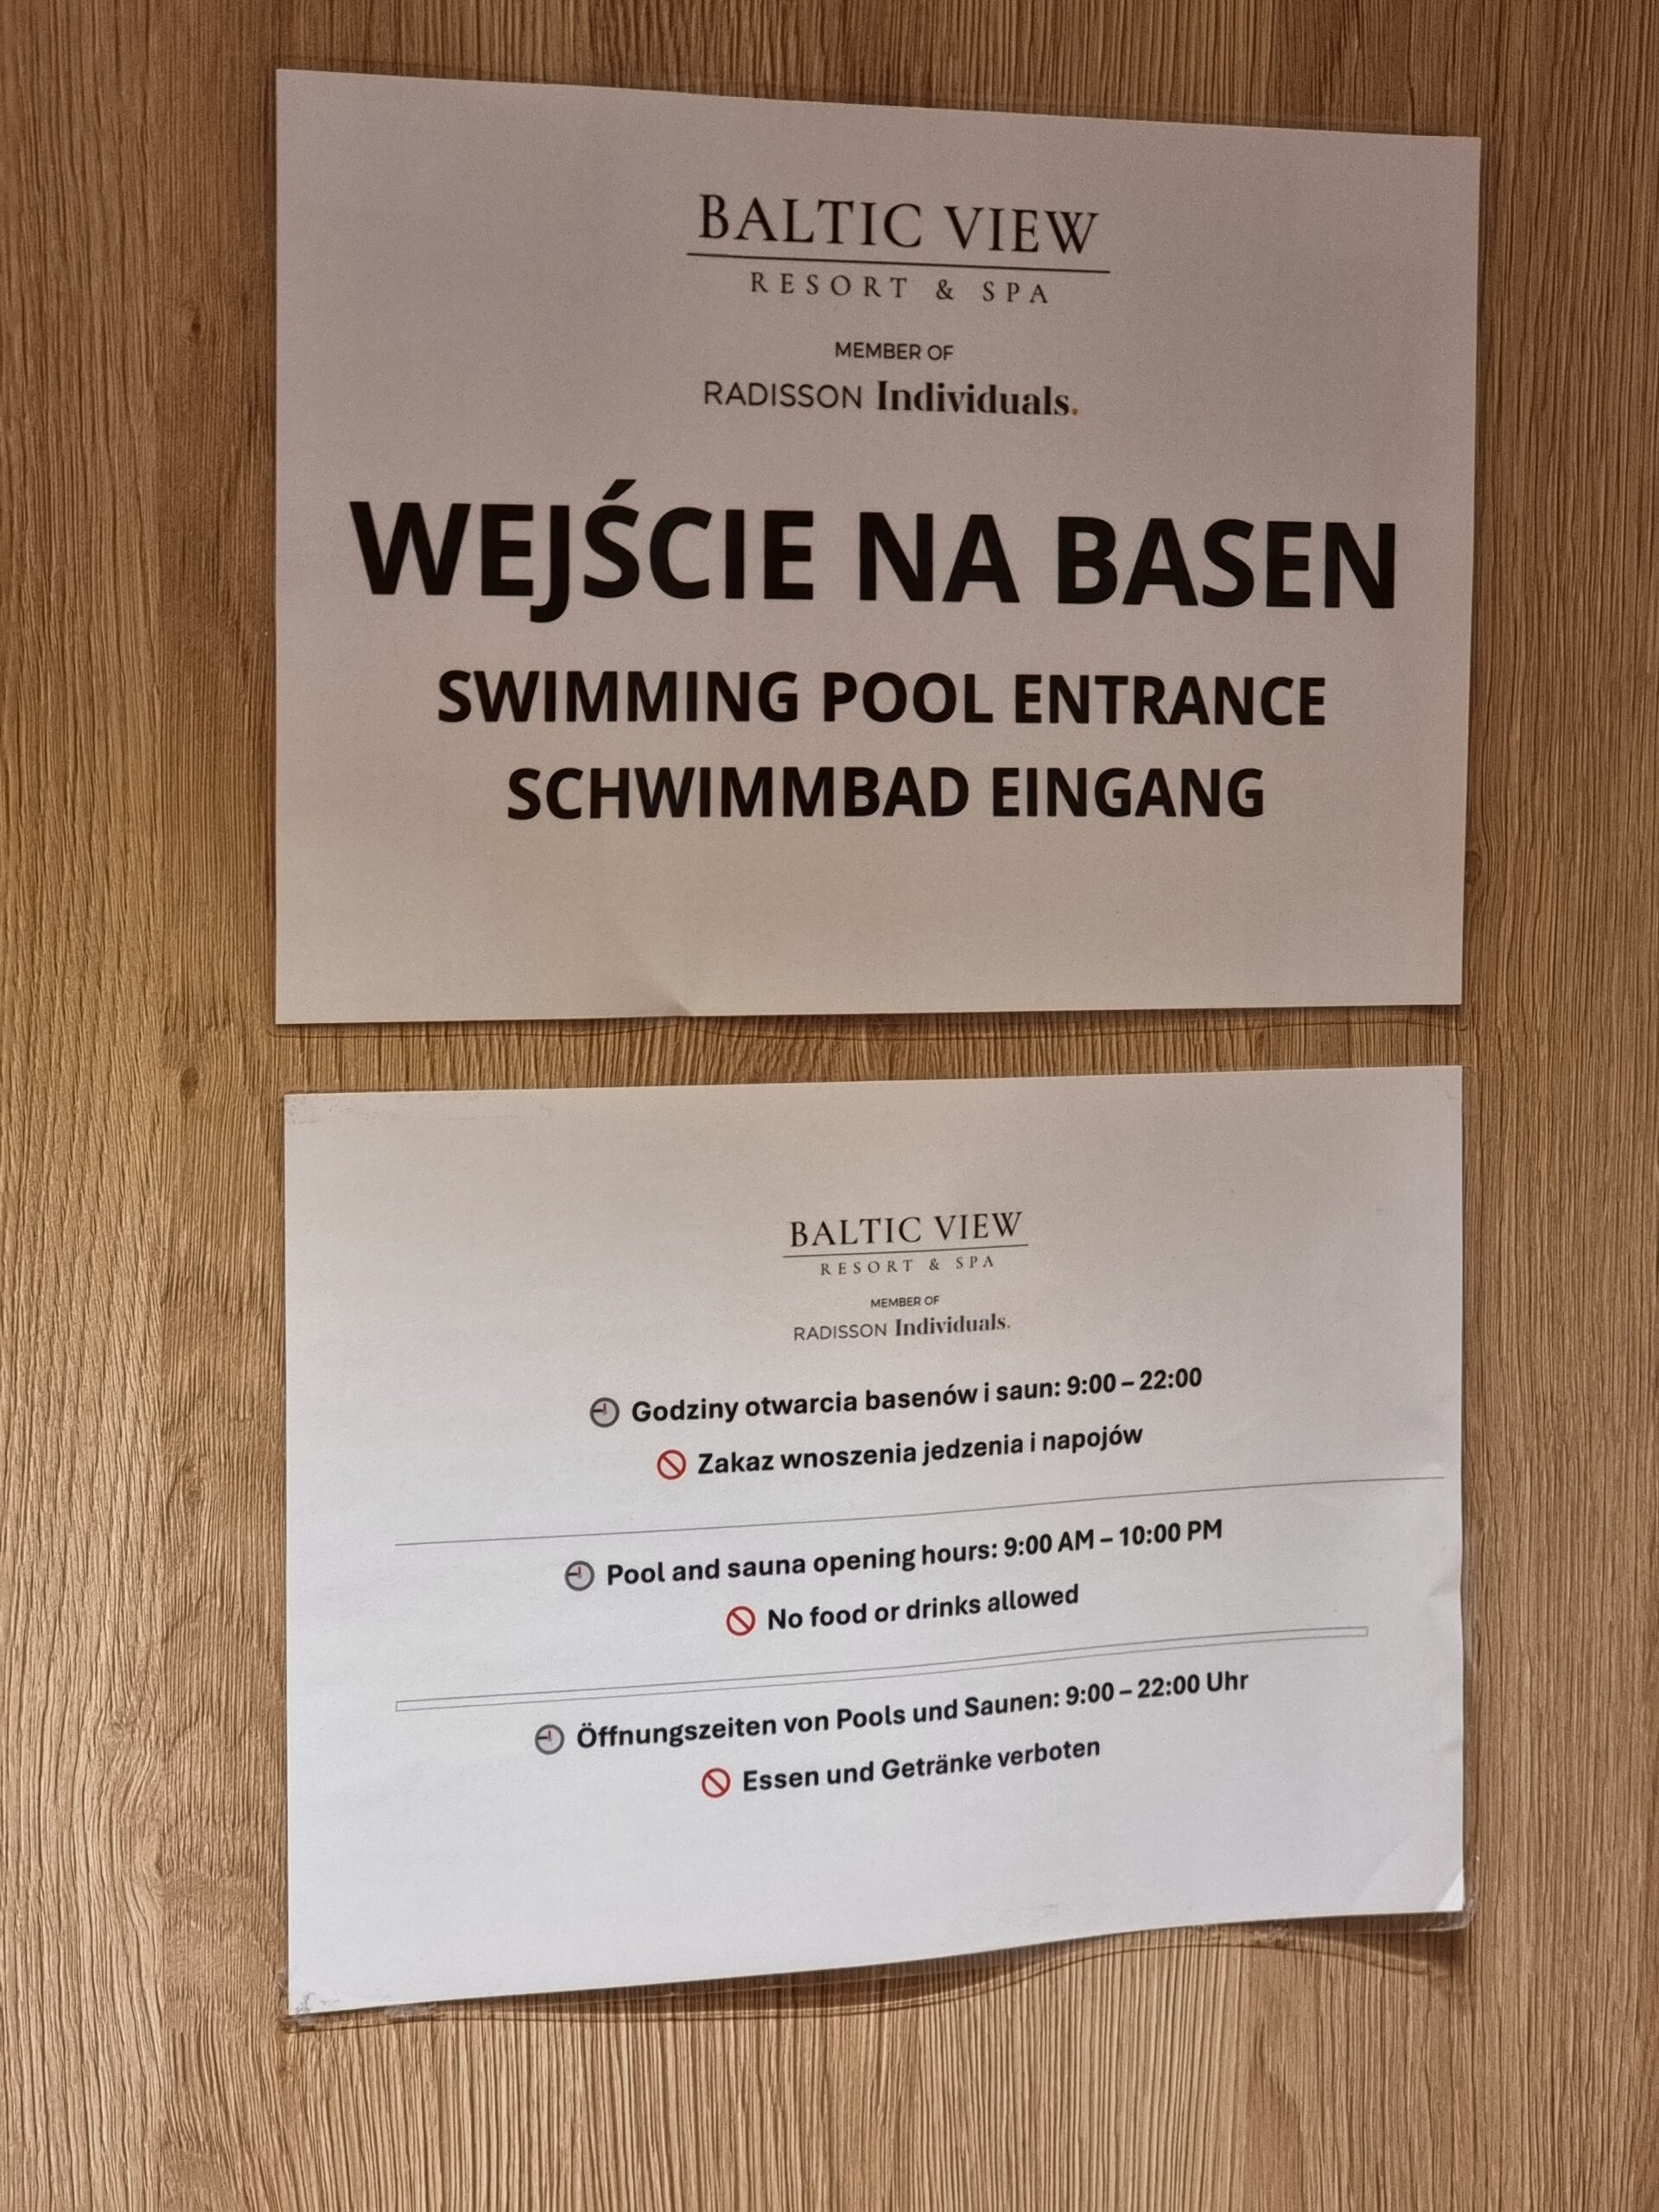 BALTIC VIEW
RESORT & SPA
MEMBER OF
RADISSON Individuals.
WEJŚCIE NA BASEN
SWIMMING POOL ENTRANCE
SCHWIMMBAD EINGANG
BALTIC VIEW
RESORT & SPA
MEMBER OF
RADISSON Individuals.
Godziny otwarcia basenów i saun: 9:00 – 22:00
Zakaz wnoszenia jedzenia i napojów
Pool and sauna opening hours: 9:00 AM – 10:00 PM
No food or drinks allowed
Öffnungszeiten von Pools und Saunen: 9:00 – 22:00 Uhr
Essen und Getränke verboten